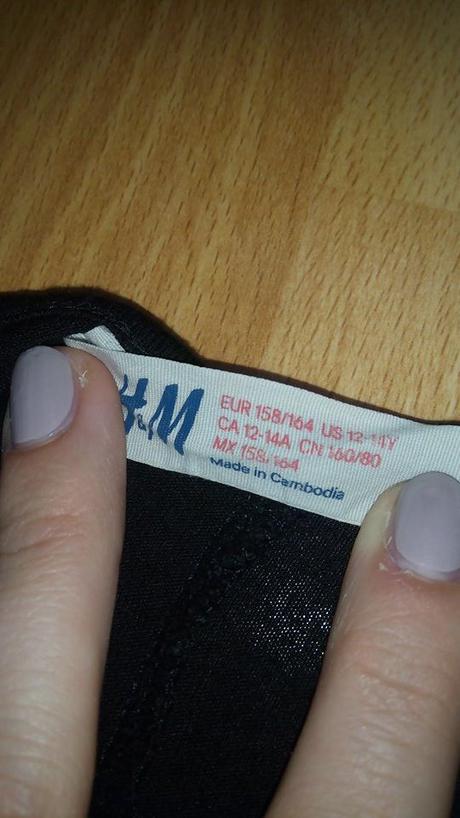 H&M
EUR 158/164 US 12-14Y
CA 12-14A CN 160/80
MX 158/164
Made in Cambodia